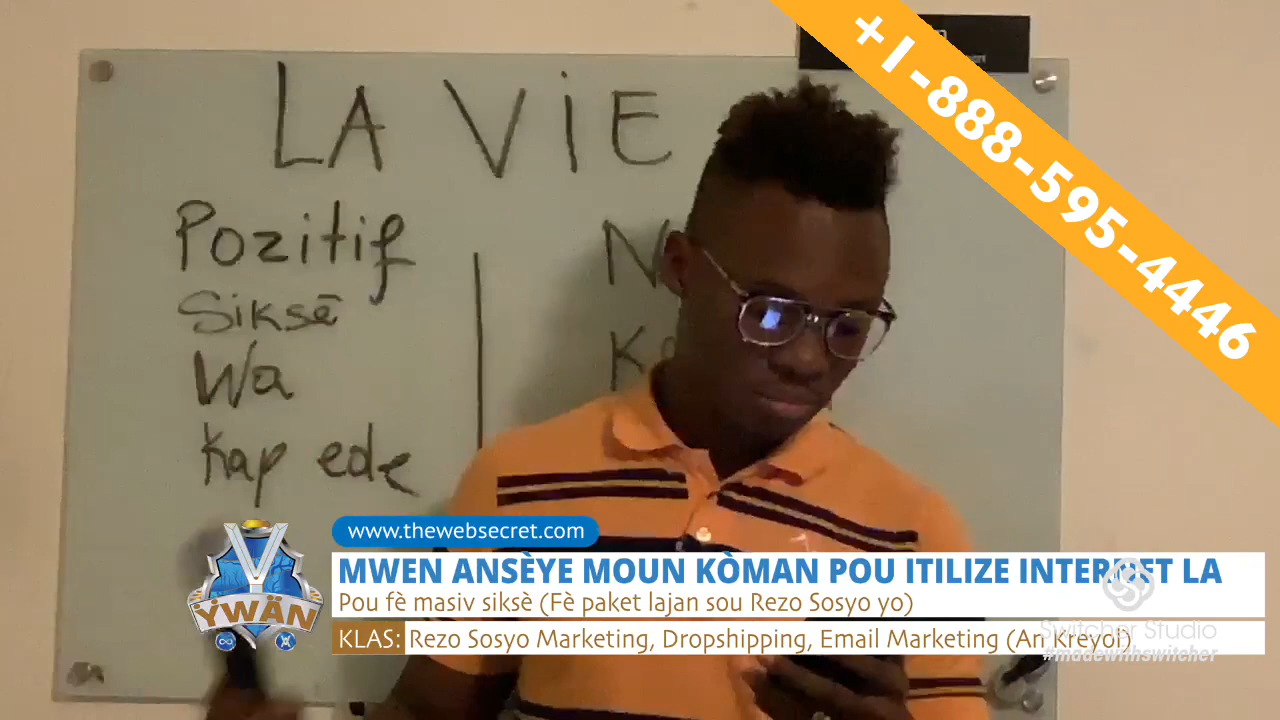 LA ViE
Pozitif
Siksē
Wa
Kap ede
+1-888-595-4446
www.thewebsecret.com
ÝWÄN
MWEN ANSÈYE MOUN KÒMAN POU ITILIZE INTERNET LA
Pou fè masiv siksè (Fè paket lajan sou Rezo Sosyo yo)
KLAS: Rezo Sosyo Marketing, Dropshipping, Email Marketing (An Kreyol)
Switcher Studio
#madewithswitcher